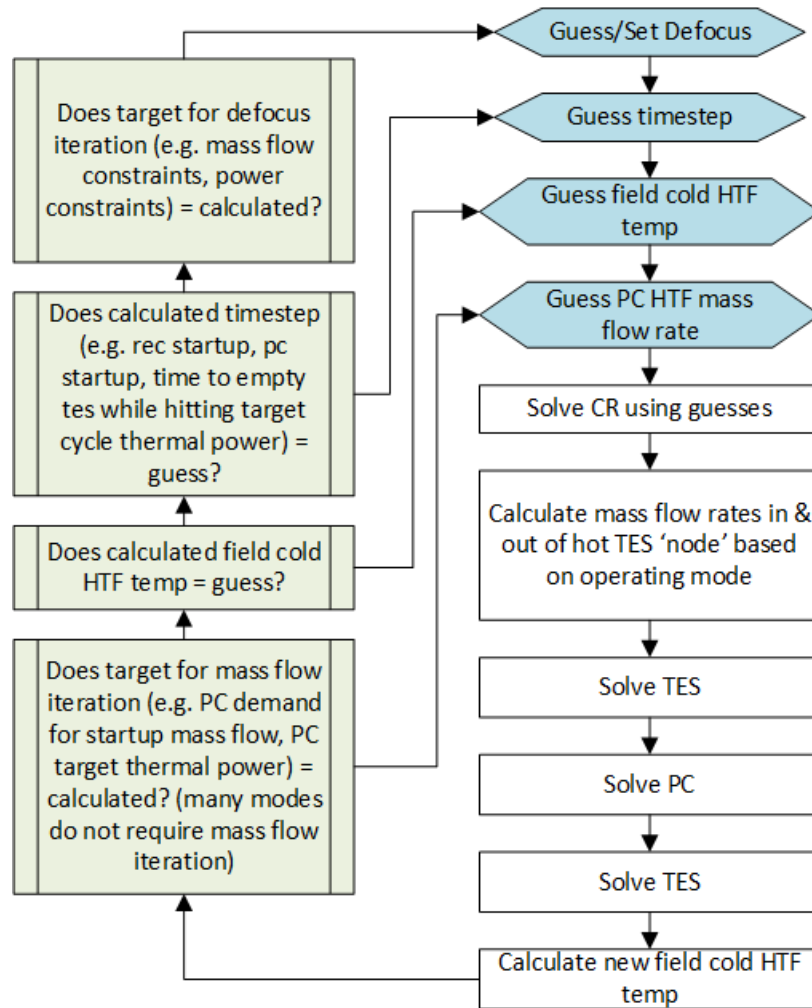 Guess/Set Defocus
Guess timestep
Guess field cold HTF
temp
Guess PC HTF mass
flow rate
Solve CR using guesses
Calculate mass flow rates in &
out of hot TES ‘node’ based
on operating mode
Solve TES
Solve PC
Solve TES
Calculate new field cold HTF
temp
Does target for mass flow
iteration (e.g. PC demand
for startup mass flow, PC
target thermal power) =
calculated? (many modes
do not require mass flow
iteration)
Does calculated field cold
HTF temp = guess?
Does calculated timestep
(e.g. rec startup, pc
startup, time to empty
tes while hitting target
cycle thermal power) =
guess?
Does target for defocus
iteration (e.g. mass flow
constraints, power
constraints) = calculated?